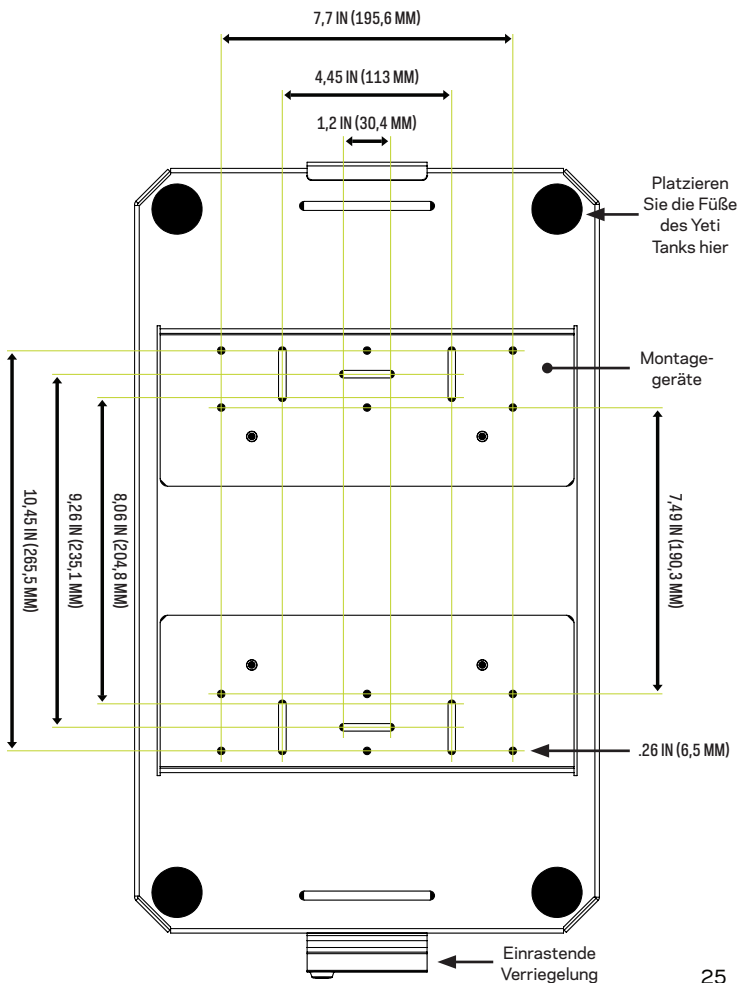 7,7 IN (195,6 MM)
4,45 IN (113 MM)
1,2 IN (30,4 MM)
Platzieren
Sie die Füße
des Yeti
Tanks hier
Montage-
geräte
10,45 IN (265,5 MM)
9,26 IN (235,1 MM)
8,06 IN (204,8 MM)
7,49 IN (190,3 MM)
.26 IN (6,5 MM)
Einrastende
Verriegelung
25